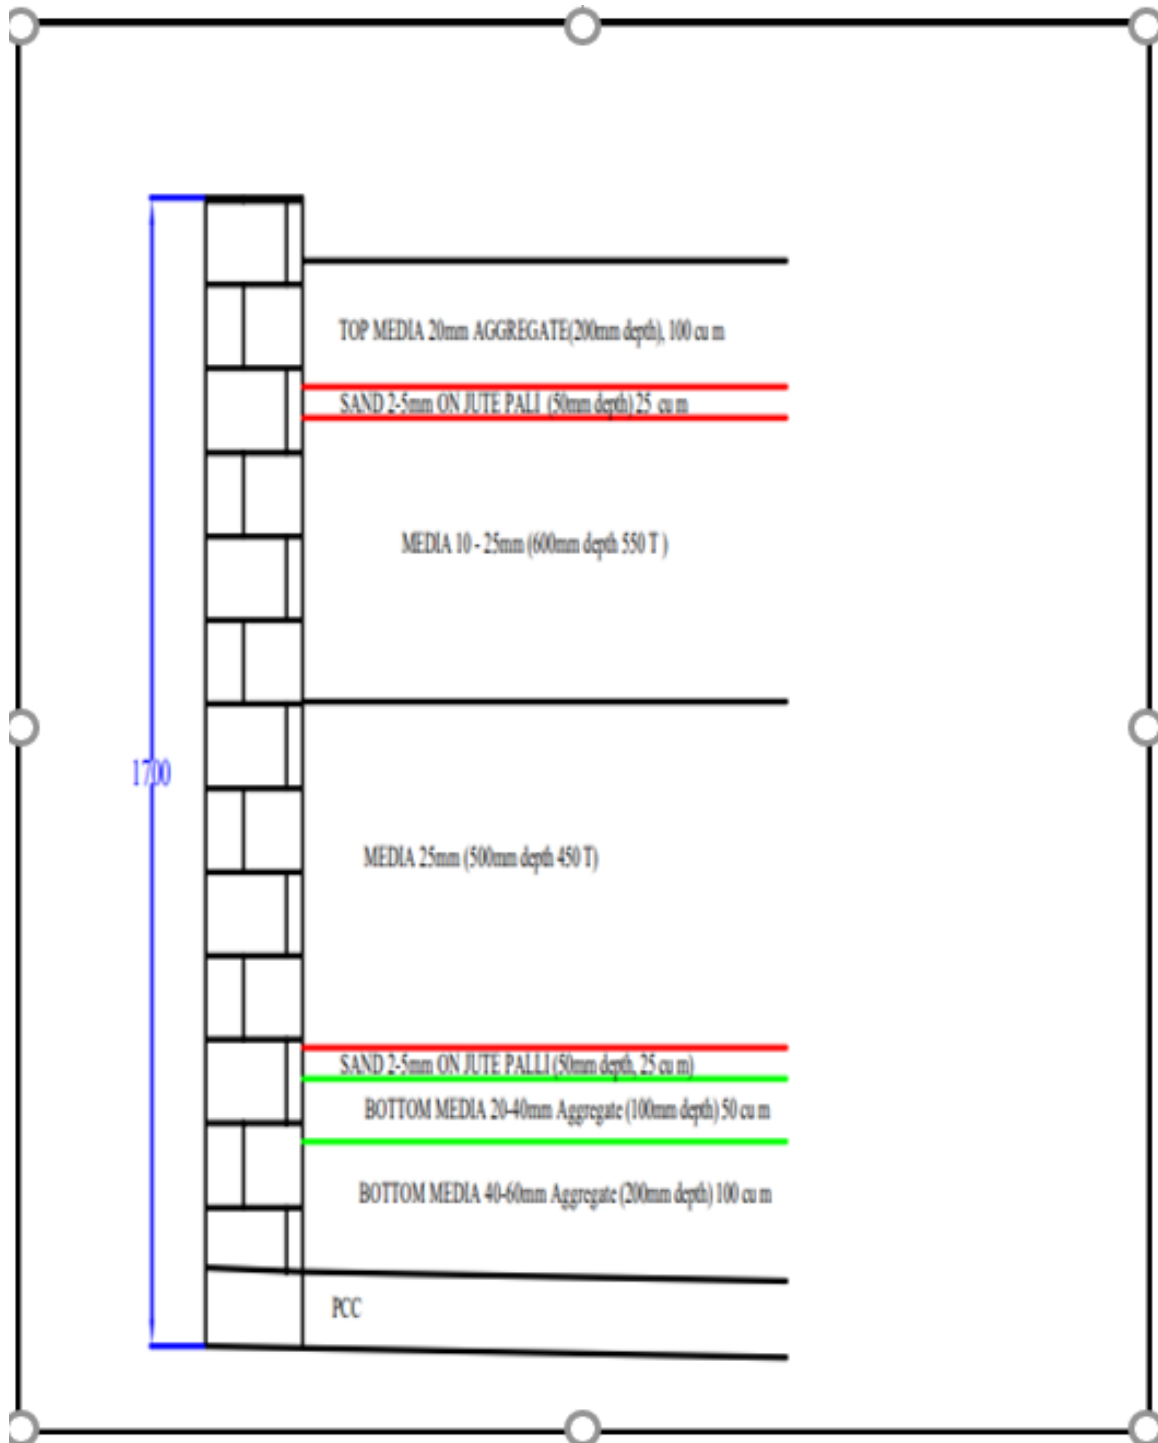 TOP MEDIA 20mm AGGREGATE(200mm depth), 100 cu m
SAND 2-5mm ON JUTE PALI (50mm depth) 25 cu m
MEDIA 10 - 25mm (600mm depth 550 T )
1700
MEDIA 25mm (500mm depth 450 T)
SAND 2-5mm ON JUTE PALLI (50mm depth, 25 cu m)
BOTTOM MEDIA 20-40mm Aggregate (100mm depth) 50 cu m
BOTTOM MEDIA 40-60mm Aggregate (200mm depth) 100 cu m
PCC